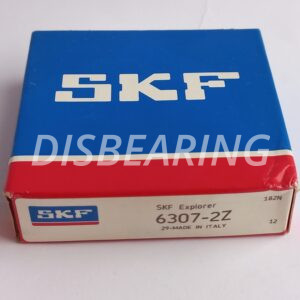 SKF
DISBEARING
182N
SKF Explorer
SKF
6307-2Z
29-MADE IN ITALY
12